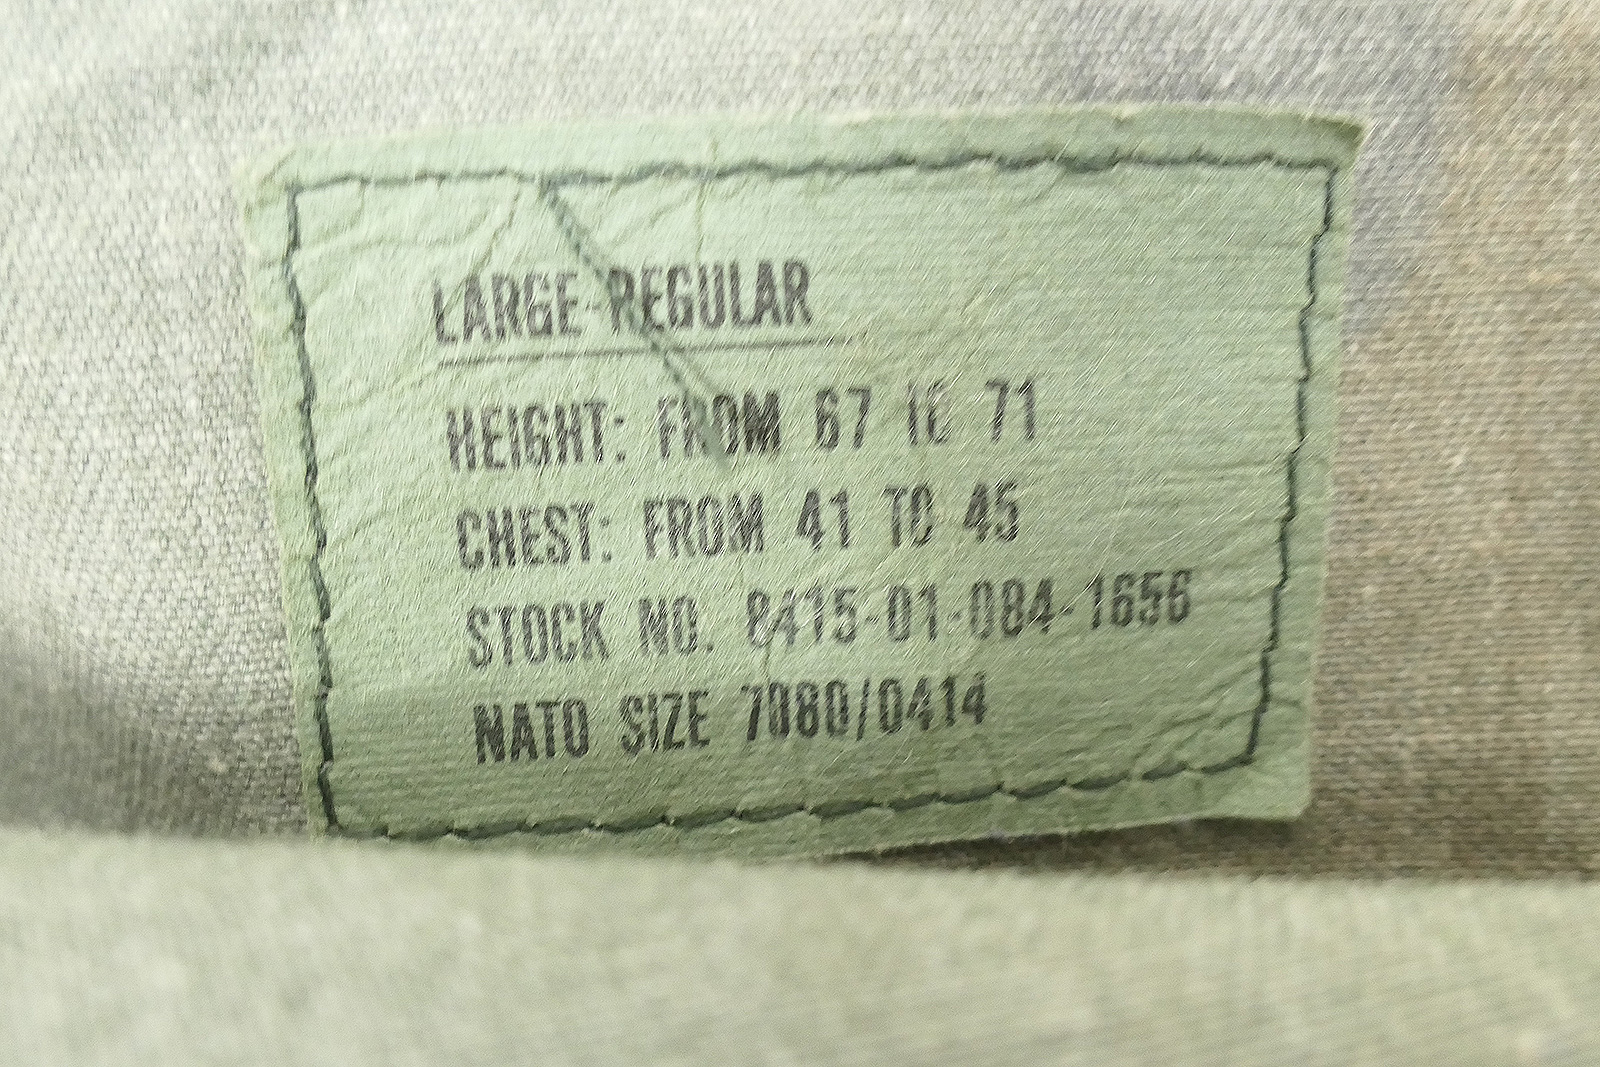 LARGE-REGULAR
HEIGHT: FROM 67 TO 71
CHEST: FROM 41 TO 45
STOCK NO. 8415-01-084-1656
NATO SIZE 7080/0414